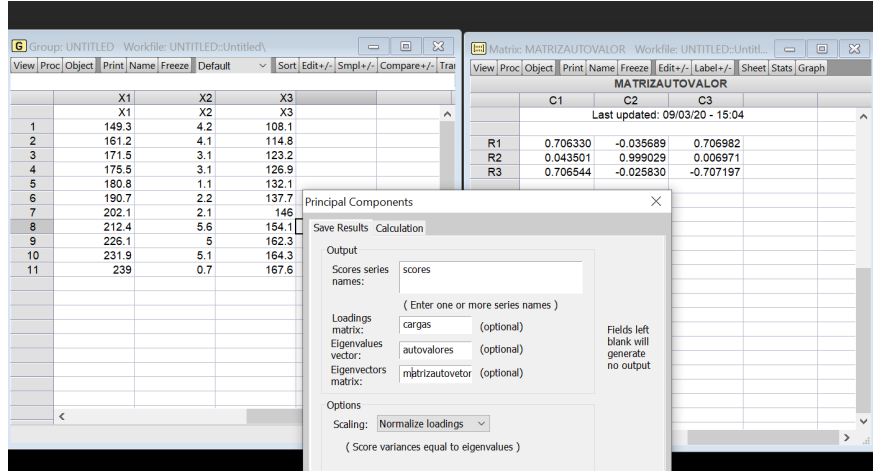 G Group: UNTITLED Workfile: UNTITLED::Untitled\
View Proc Object Print Name Freeze Default Sort Edit+/- Smpl+/- Compare+/-
X1 X2 X3
X1 X2 X3
1 149.3 4.2 108.1
2 161.2 4.1 114.8
3 171.5 3.1 123.2
4 175.5 3.1 126.9
5 180.8 1.1 132.1
6 190.7 2.2 137.7
7 202.1 2.1 146
8 212.4 5.6 154.1
9 226.1 5 162.3
10 231.9 5.1 164.3
11 239 0.7 167.6
Matrix: MATRIZAUTOVALOR Workfile: UNTITLED::Untitl...
View Proc Object Print Name Freeze Edit+/- Label+/- Sheet Stats Graph
MATRIZAUTOVALOR
C1 C2 C3
Last updated: 09/03/20 - 15:04
R1 0.706330 -0.035689 0.706982
R2 0.043501 0.999029 0.006971
R3 0.706544 -0.025830 -0.707197
Principal Components
Save Results Calculation
Output
Scores series names: scores
( Enter one or more series names )
Loadings matrix: cargas (optional)
Eigenvalues vector: autovalores (optional)
Eigenvectors matrix: matrizautovetor (optional)
Fields left
blank will
generate
no output
Options
Scaling: Normalize loadings
( Score variances equal to eigenvalues )